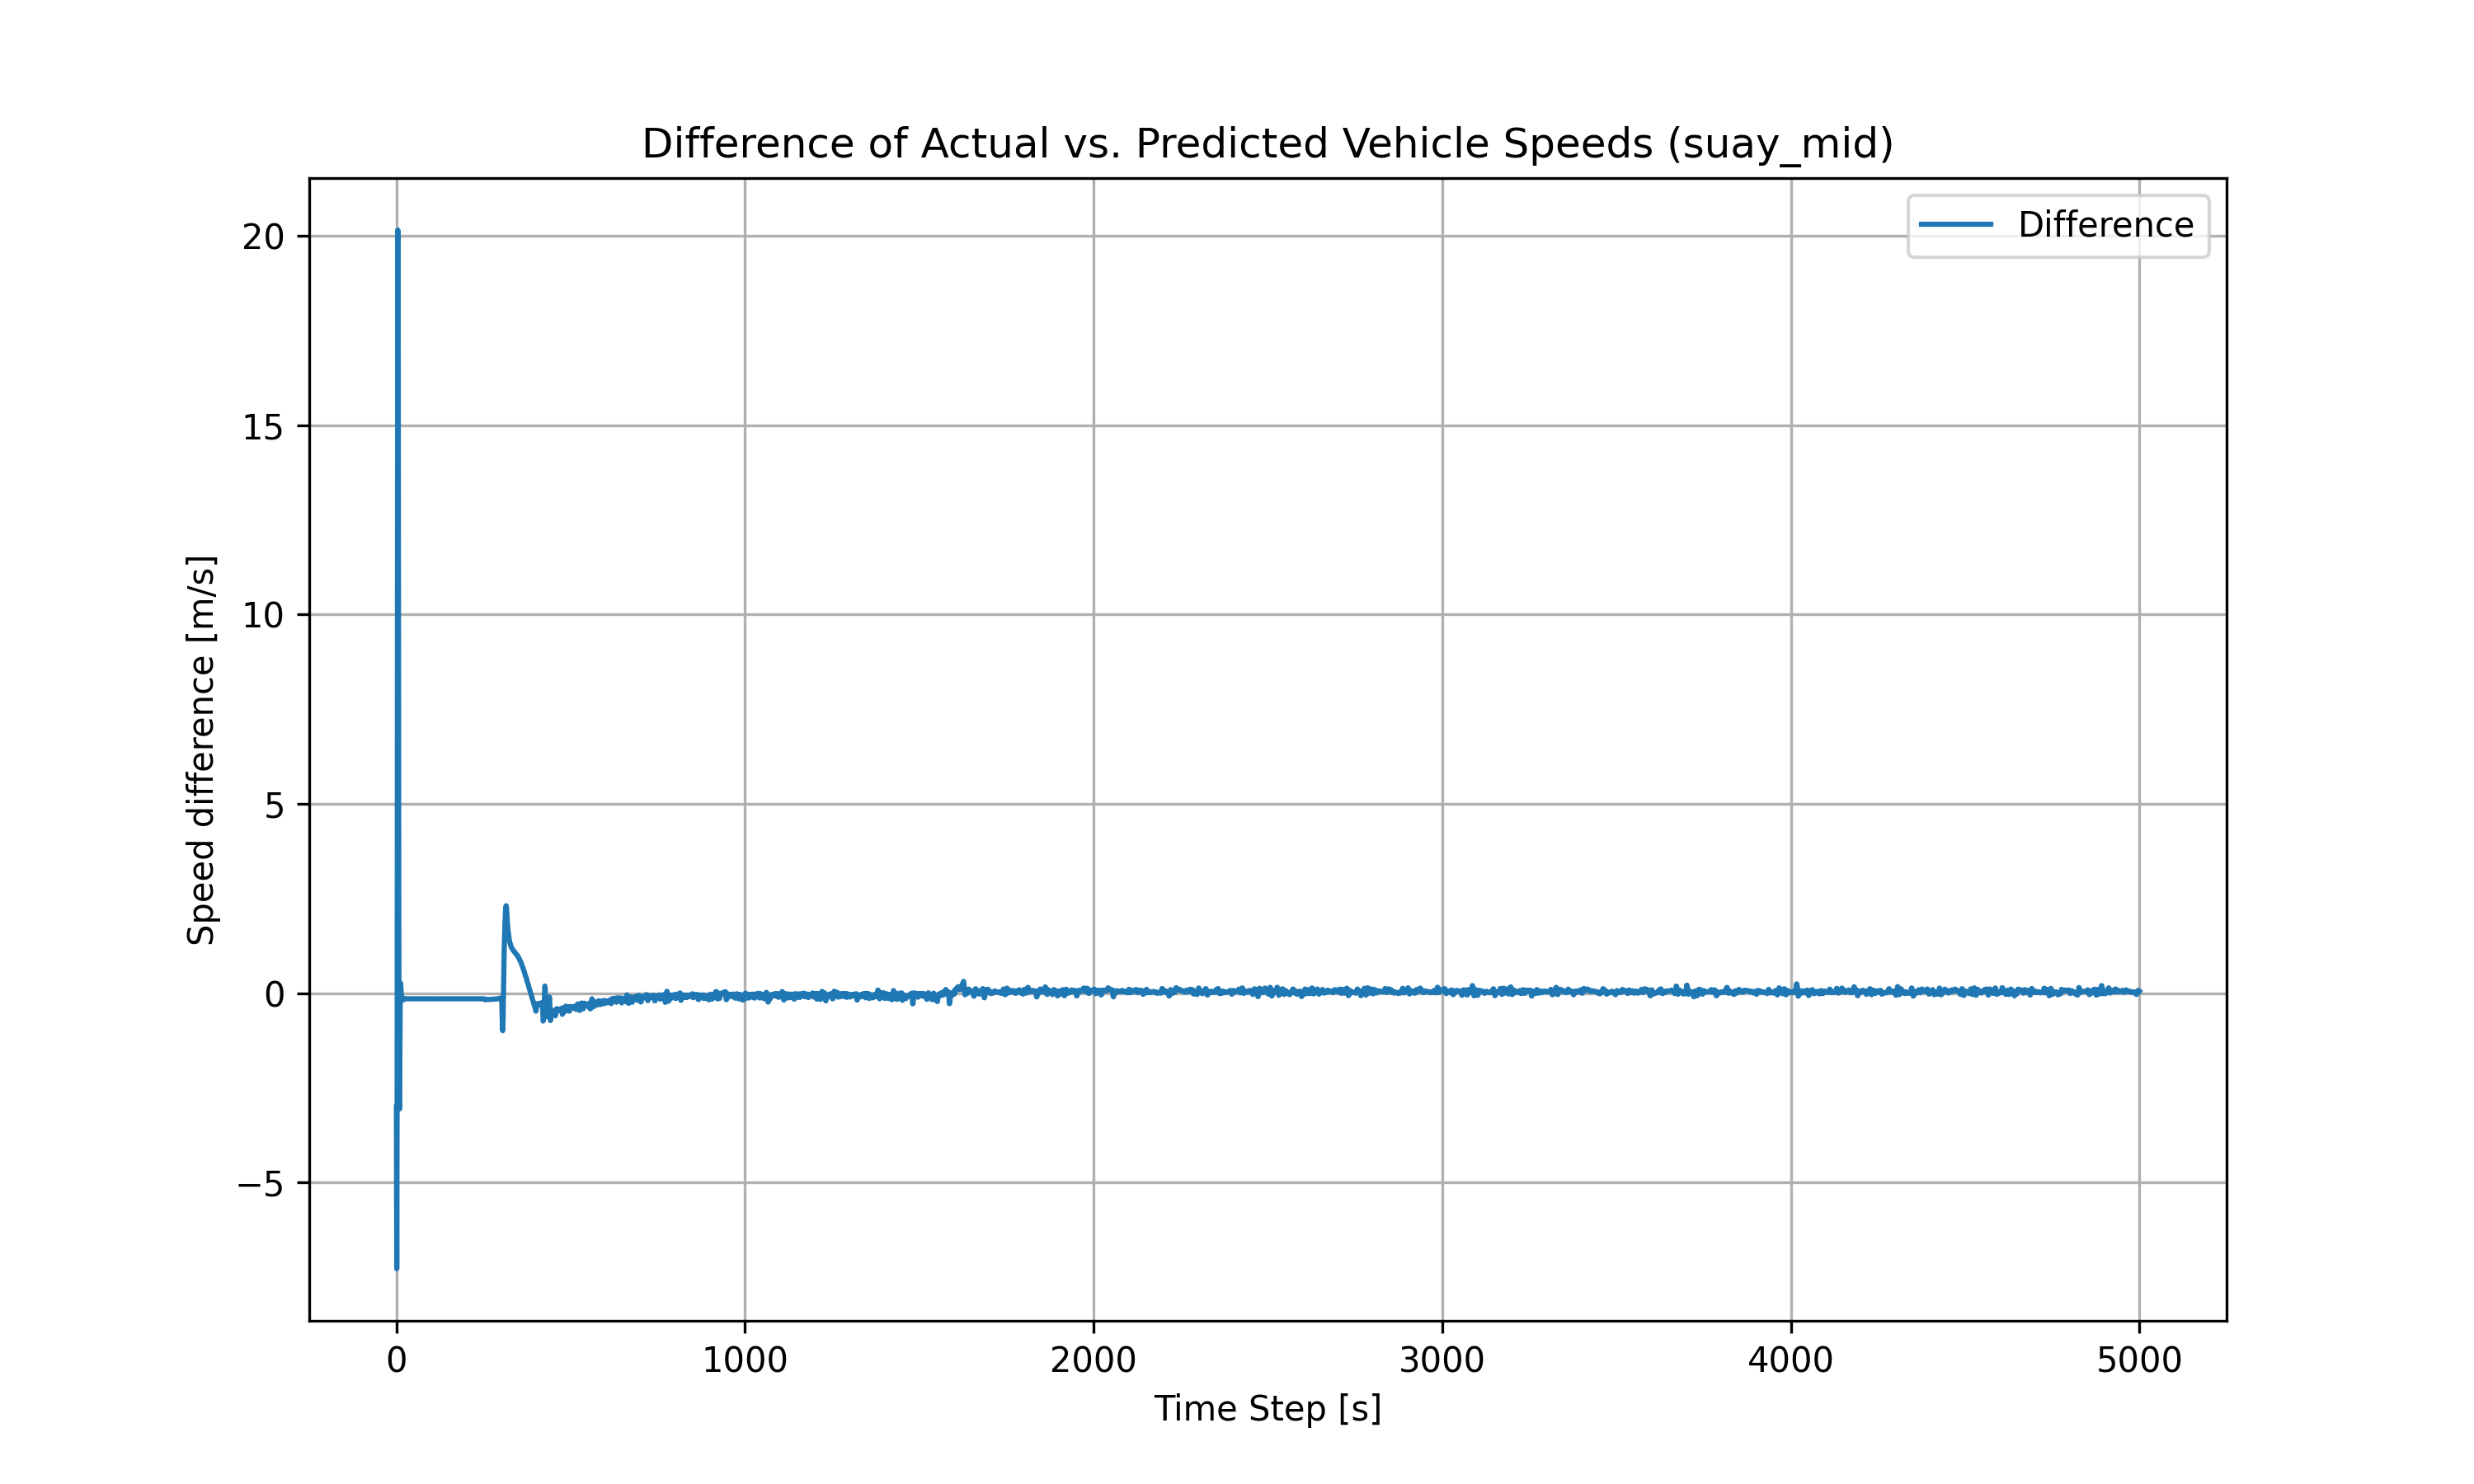 Difference of Actual vs. Predicted Vehicle Speeds (suay_mid)
Difference
20
15
10
5
0
−5
Speed difference [m/s]
0 1000 2000 3000 4000 5000
Time Step [s]